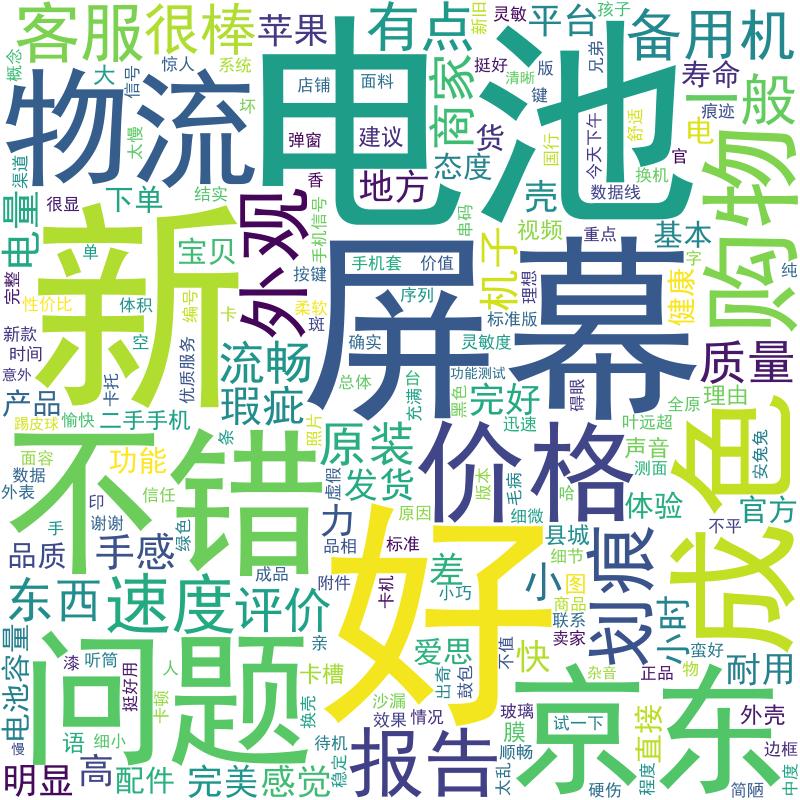 客服
很棒
苹果
有点
新旧
灵敏
平台
孩子
备用机
概念
大
信号
惊人
系统
电池
店铺
面料
商家
挺好
清晰
版
兄弟
寿命
一般
物流
太慢
坏
弹窗
建议
货
键
国行
今天下午
舒适
电
痕迹
官
换机
渠道
很显
下单
结实
香
地方
态度
壳
数据线
购物
电量
单
宝贝
外观
手机信号
串码
视频
重点
基本
字
纯
完整
新
按键
手机套
价值
机子
理想
健康
性价比
体积
编号
卡
柔软
斑
屏幕
序列
标准版
新款
时间
空
优质服务
流畅
确实
灵敏度
质量
意外
卡托
瑕疵
总体
充满
台
黑色
功能测试
完好
迅速
碍眼
全原
理由
产品
二手手机
踢皮球
愉快
条
照片
原装
价格
叶远超
成色
不错
面容
功能
数据
外表
印
信任
虚假
发货
版本
毛病
哈
声音
测面
安兔兔
体验
官方
手
谢谢
绿色
力
原因
细微
品相
标准
县城
不平
品质
手感
成品
附件
卡机
差
小巧
细节
小
图
商品
划痕
小时
东西
速度
评价
好
联系
卖家
电池容量
问题
漆
听筒
人
亲
爱思
不值
快
杂音
正品
蛮好
物
耐用
挺好用
卡顿
卡槽
换壳
沙漏
出奇
鼓包
京东
玻璃
试一下
直接
外壳
慢
语
细小
效果
情况
膜
顺畅
边框
明显
高
配件
完美
感觉
待机
稳定
报告
太乱
硬伤
程度
简陋
中度